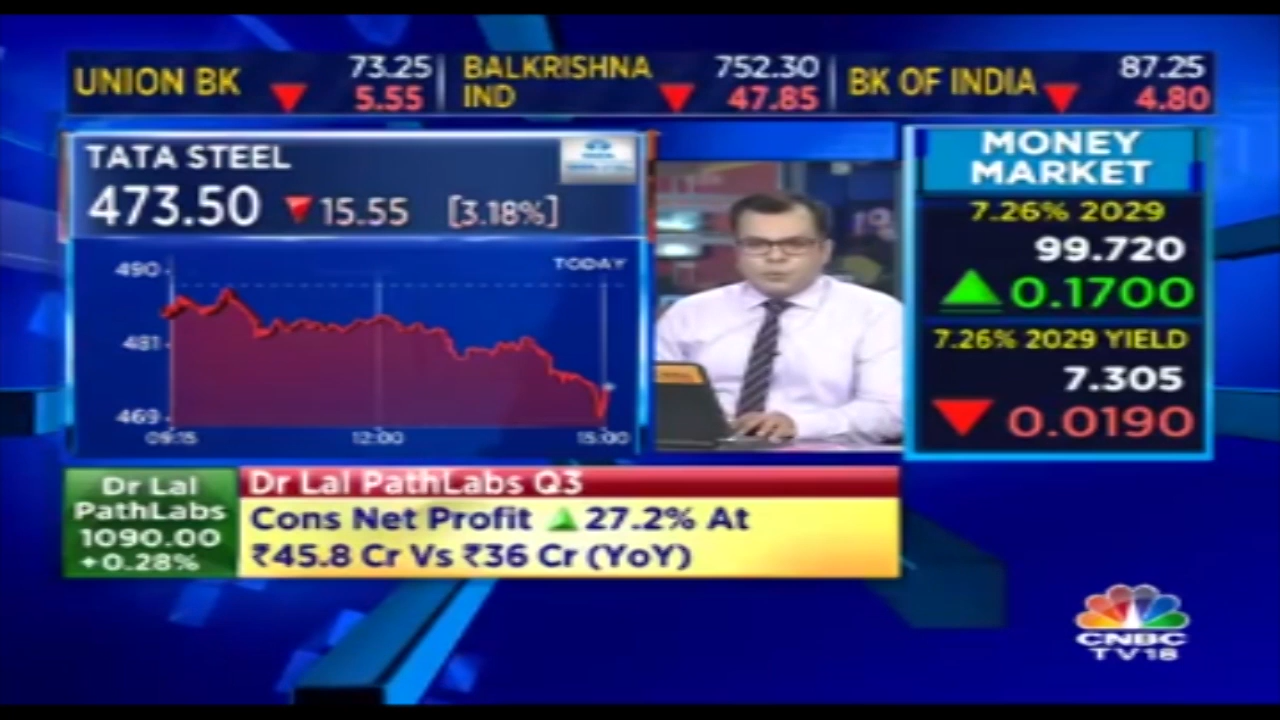 UNION BK
73.25
▼ 5.55
BALKRISHNA
IND
752.30
▼ 47.85
BK OF INDIA
87.25
▼ 4.80
TATA STEEL
473.50 ▼ 15.55 [3.18%]
TODAY
490
481
469
09:15 12:00 15:00
MONEY
MARKET
7.26% 2029
99.720
▲ 0.1700
7.26% 2029 YIELD
7.305
▼ 0.0190
Dr Lal
PathLabs
1090.00
+0.28%
Dr Lal PathLabs Q3
Cons Net Profit ▲ 27.2% At
₹45.8 Cr Vs ₹36 Cr (YoY)
CNBC
TV18